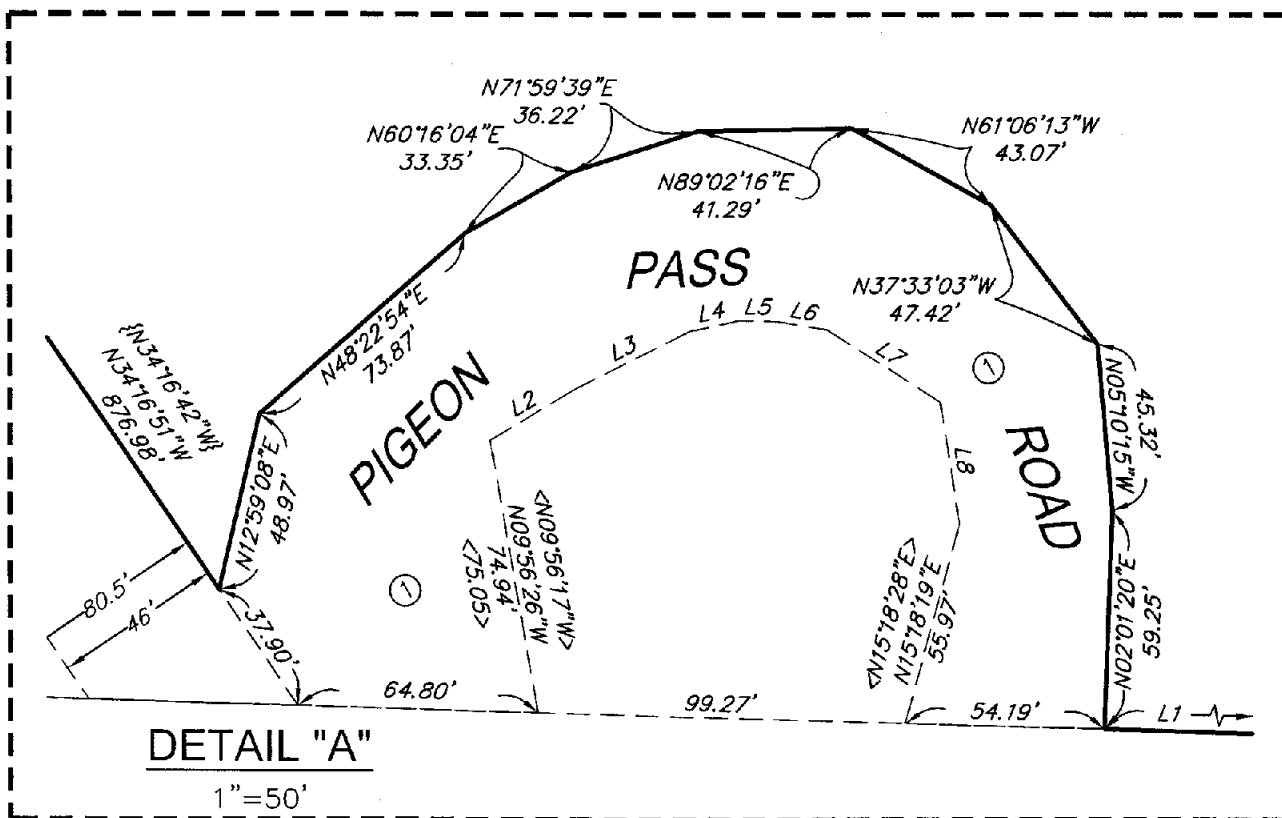 N71°59'39"E
36.22'
N60°16'04"E
33.35'
N61°06'13"W
43.07'
N89°02'16"E
41.29'
PASS
N37°33'03"W
47.42'
L4
L5
L6
L3
L7
{N34°16'42"W}
N34°16'51"W
876.98'
N48°22'54"E
73.87'
PIGEON
L2
1
ROAD
45.32'
N05°10'15"W
L8
N12°59'08"E
48.97'
<N09°56'17"W>
N09°56'26"W
74.94'
<75.05>
<N15°18'28"E>
N15°18'19"E
55.97'
N02°01'02"E
59.25'
80.5'
46'
1
37.90'
64.80'
99.27'
54.19'
L1
DETAIL "A"
1"=50'